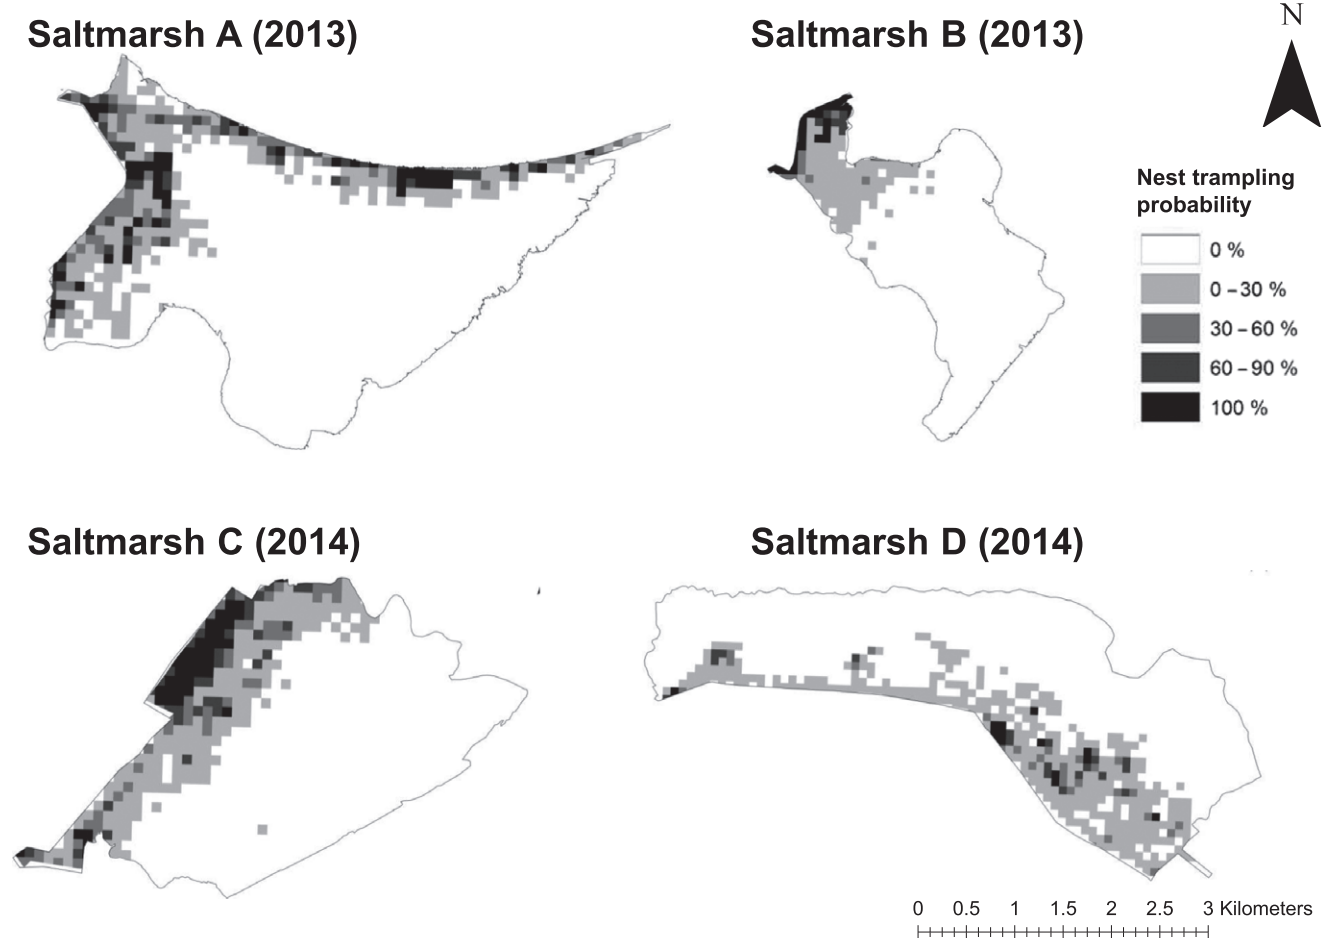 Saltmarsh A (2013)
Saltmarsh B (2013)
N
Nest trampling
probability
0 %
0 – 30 %
30 – 60 %
60 – 90 %
100 %
Saltmarsh C (2014)
Saltmarsh D (2014)
0 0.5 1 1.5 2 2.5 3 Kilometers